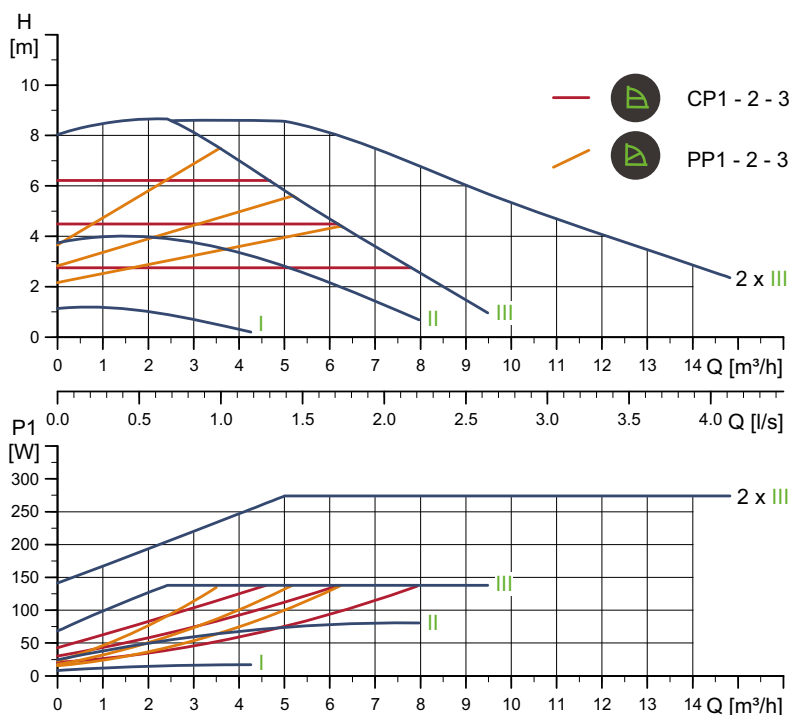 H
[m]
10
8
6
4
2
0
CP1 - 2 - 3
PP1 - 2 - 3
2 x III
III
II
I
0 1 2 3 4 5 6 7 8 9 10 11 12 13 14 Q [m³/h]
0.0 0.5 1.0 1.5 2.0 2.5 3.0 3.5 4.0 Q [l/s]
P1
[W]
300
250
200
150
100
50
0
2 x III
III
II
I
0 1 2 3 4 5 6 7 8 9 10 11 12 13 14 Q [m³/h]